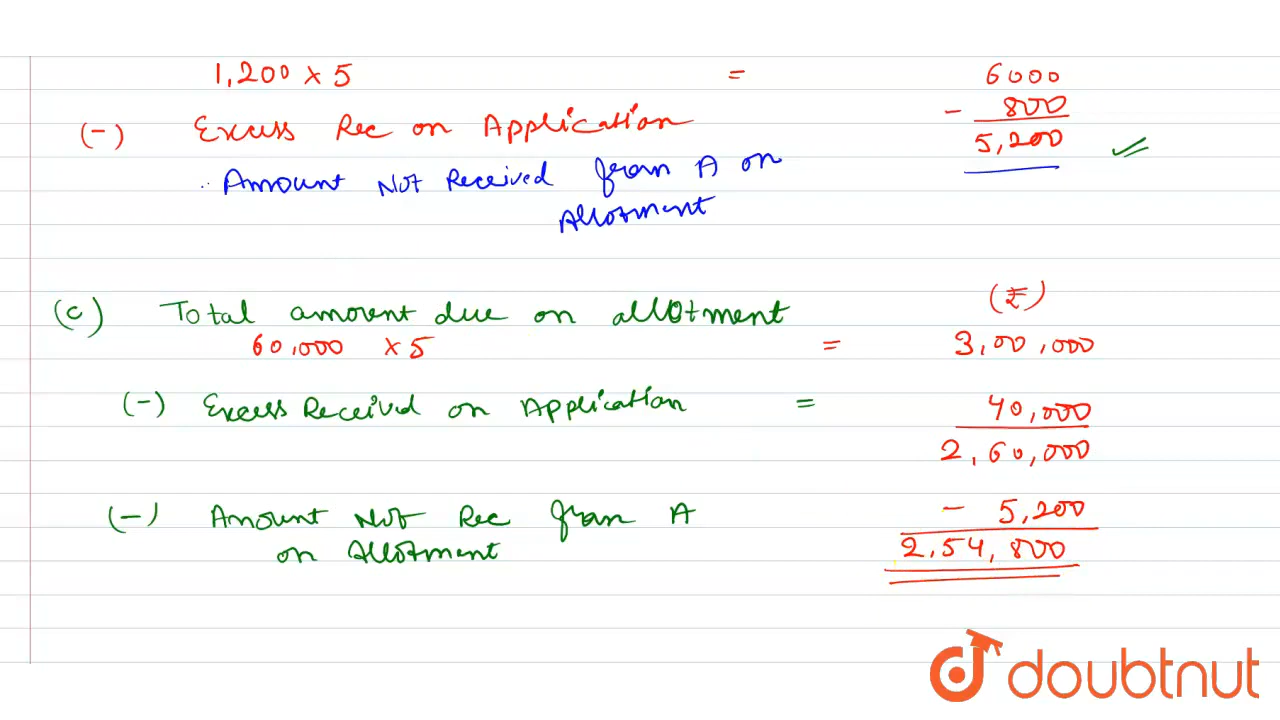 1,200 x 5 = 6000
(-) Excess Rec on Application - 800
5,200
Amount Not Received from A on
Allotment
(c) Total amount due on allotment (₹)
60,000 x 5 = 3,00,000
(-) Excess Received on Application = 40,000
2,60,000
(-) Amount Not Rec from A - 5,200
on Allotment 2,54,800
doubtnut